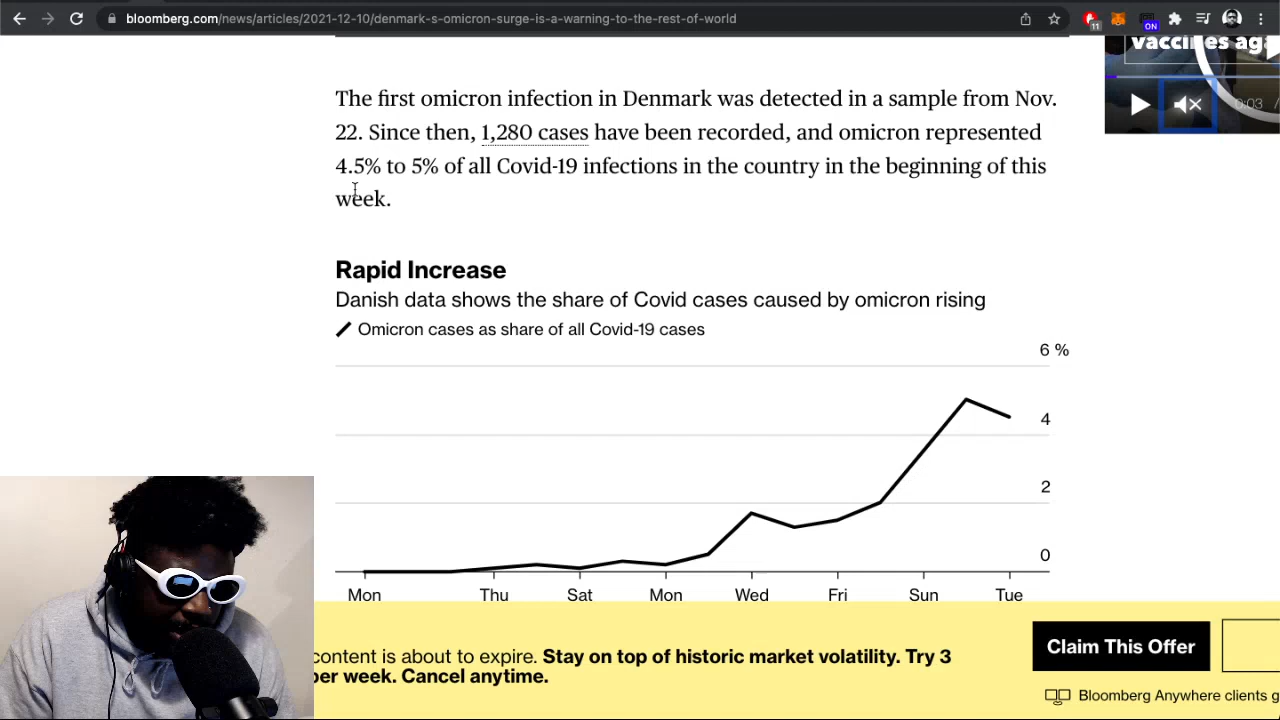 bloomberg.com/news/articles/2021-12-10/denmark-s-omicron-surge-is-a-warning-to-the-rest-of-world
11
ON
vaccines aga
0:03 /
The first omicron infection in Denmark was detected in a sample from Nov.
22. Since then, 1,280 cases have been recorded, and omicron represented
4.5% to 5% of all Covid-19 infections in the country in the beginning of this
week.
Rapid Increase
Danish data shows the share of Covid cases caused by omicron rising
Omicron cases as share of all Covid-19 cases
6 %
4
2
0
Mon Thu Sat Mon Wed Fri Sun Tue
content is about to expire. Stay on top of historic market volatility. Try 3
per week. Cancel anytime.
Claim This Offer
Bloomberg Anywhere clients g